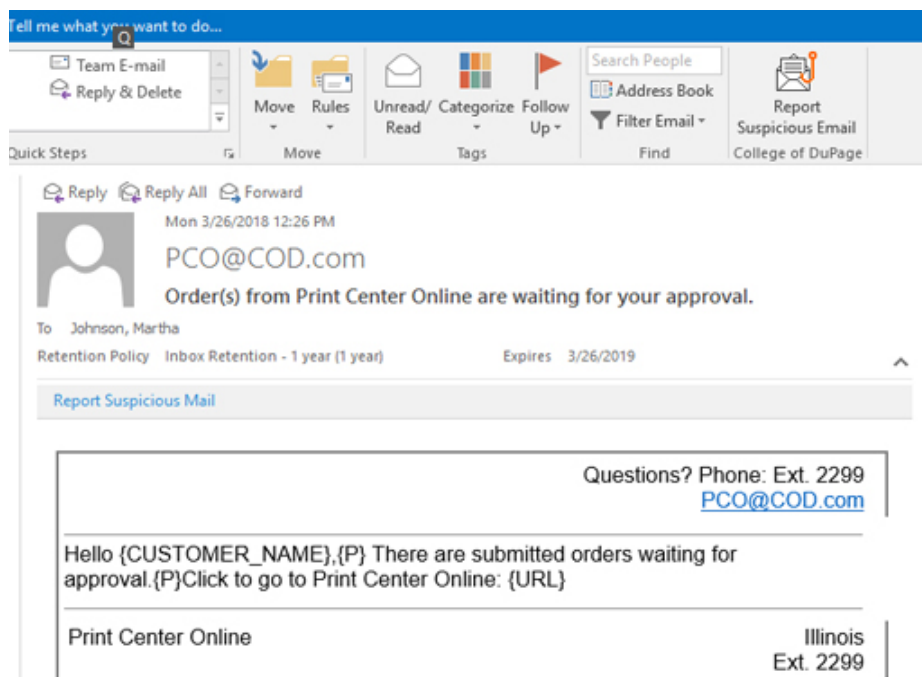 Tell me what you want to do...
Q
Team E-mail
Reply & Delete
Quick Steps
Move
Rules
Move
Unread/ Read
Categorize
Follow Up
Tags
Search People
Address Book
Filter Email
Find
Report Suspicious Email
College of DuPage
Reply Reply All Forward
Mon 3/26/2018 12:26 PM
PCO@COD.com
Order(s) from Print Center Online are waiting for your approval.
To Johnson, Martha
Retention Policy Inbox Retention - 1 year (1 year) Expires 3/26/2019
Report Suspicious Mail
Questions? Phone: Ext. 2299
PCO@COD.com
Hello {CUSTOMER_NAME},{P} There are submitted orders waiting for
approval.{P}Click to go to Print Center Online: {URL}
Print Center Online Illinois
Ext. 2299